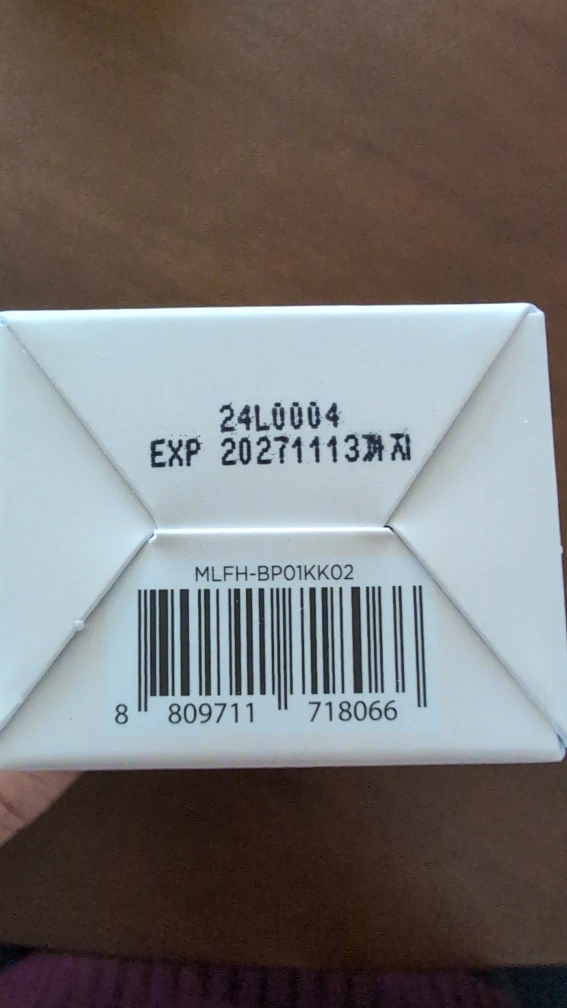 24L0004
EXP 20271113까지
MLFH-BP01KK02
8 809711 718066